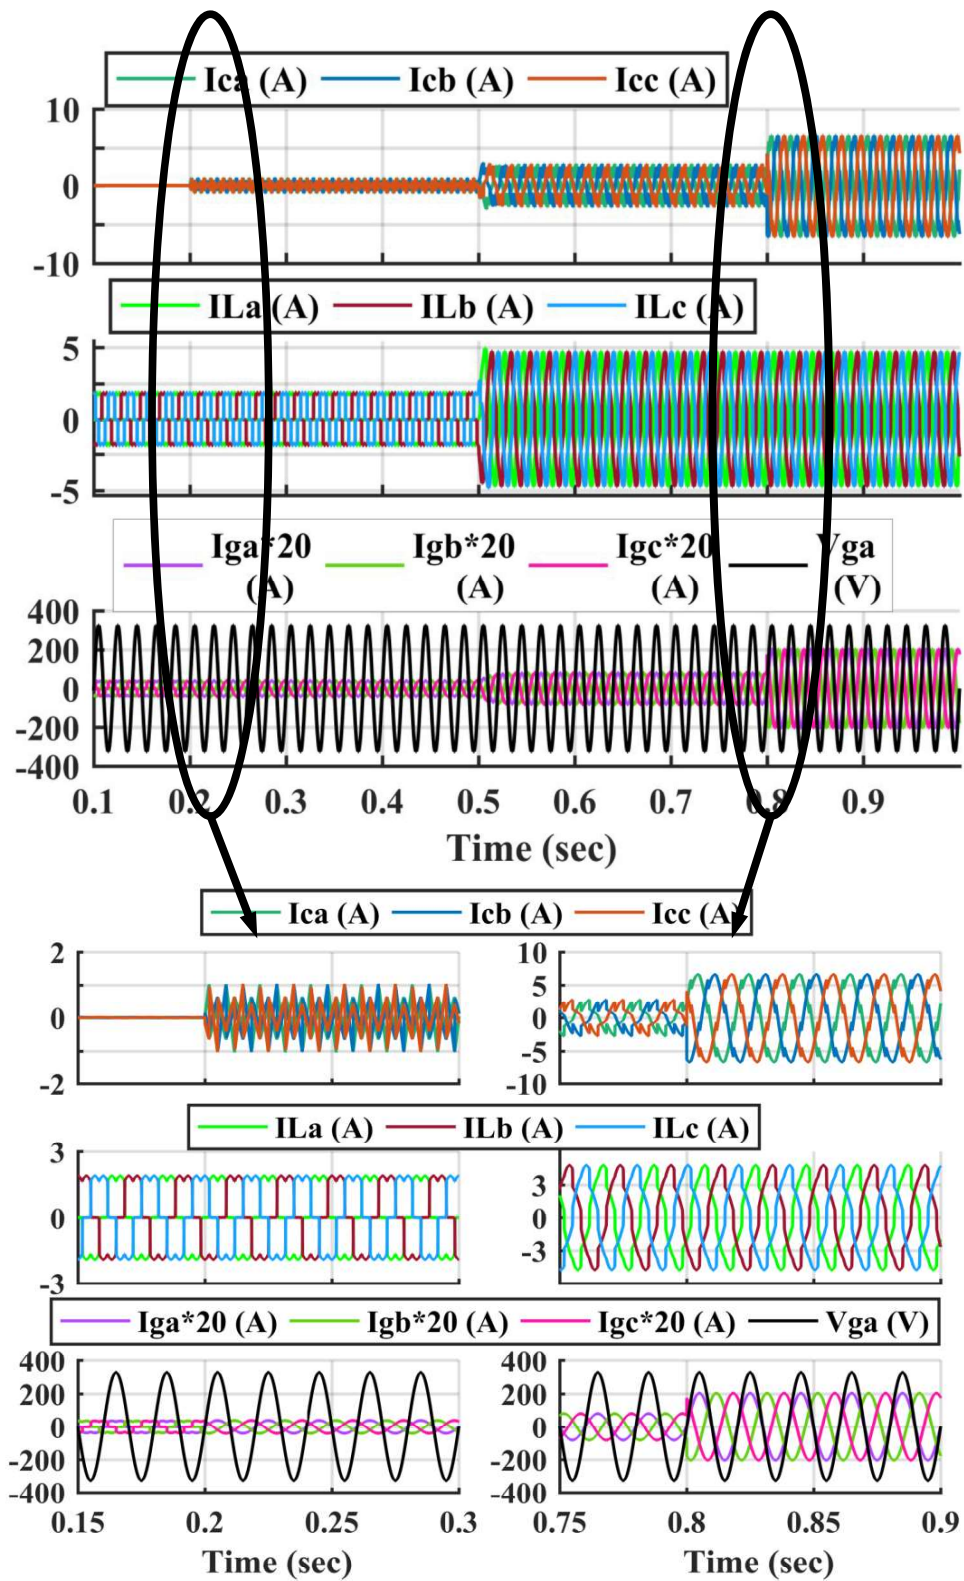 Ica (A) Icb (A) Icc (A)
10
0
-10
ILa (A) ILb (A) ILc (A)
5
0
-5
Iga*20 Igb*20 Igc*20 Vga
(A) (A) (A) (V)
400
200
0
-200
-400
0.1 0.2 0.3 0.4 0.5 0.6 0.7 0.8 0.9
Time (sec)
Ica (A) Icb (A) Icc (A)
2 10
5
0 0
-5
-2 -10
ILa (A) ILb (A) ILc (A)
3
3
0 0
-3
-3
Iga*20 (A) Igb*20 (A) Igc*20 (A) Vga (V)
400 400
200 200
0 0
-200 -200
-400 -400
0.15 0.2 0.25 0.3 0.75 0.8 0.85 0.9
Time (sec) Time (sec)